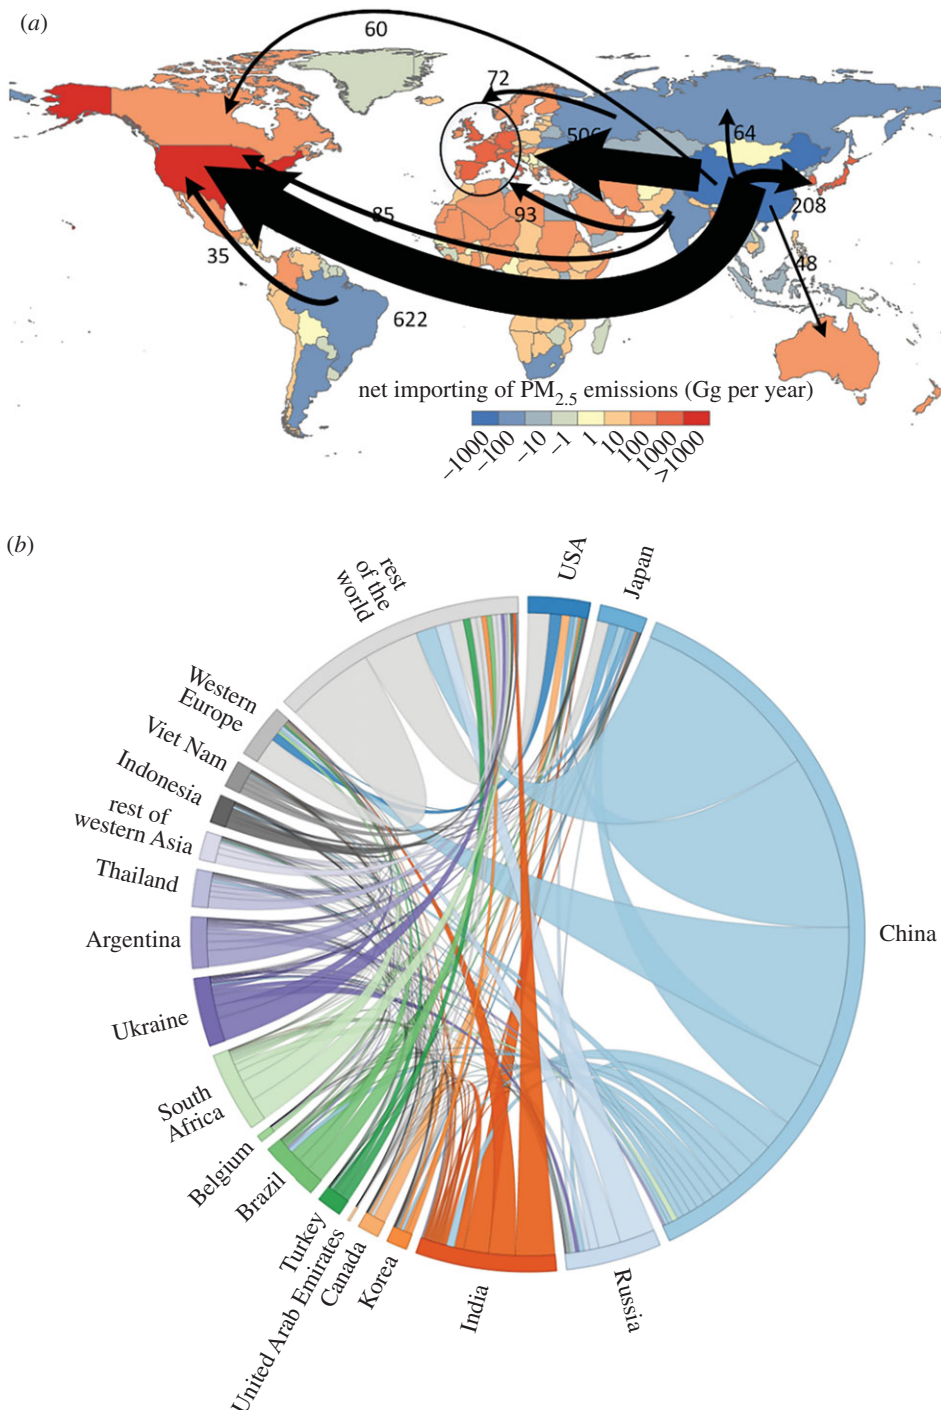 (a)
60
72
506
64
208
85
93
48
35
622
net importing of PM2.5 emissions (Gg per year)
–1000
–100
–10
–1
1
10
100
1000
>1000
(b)
rest
of the
world
USA
Japan
Western
Europe
Viet Nam
Indonesia
rest of
western Asia
Thailand
Argentina
China
Ukraine
South
Africa
Belgium
Brazil
Turkey
United Arab Emirates
Canada
Korea
India
Russia